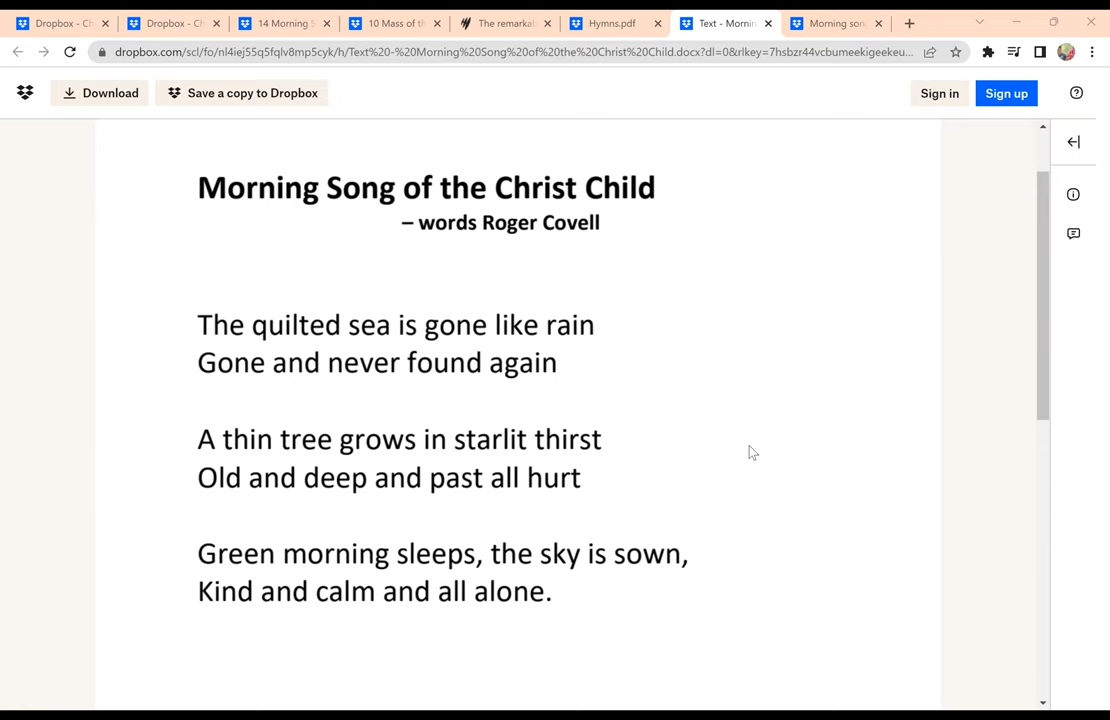 Dropbox - Ch
Dropbox - Ch
14 Morning S
10 Mass of th
The remarkab
Hymns.pdf
Text - Mornin
Morning song
dropbox.com/scl/fo/nl4iej55q5fqlv8mp5cyk/h/Text%20-%20Morning%20Song%20of%20the%20Christ%20Child.docx?dl=0&rlkey=7hsbzr44vcbumeekigeekeu...
Download
Save a copy to Dropbox
Sign in
Sign up
Morning Song of the Christ Child
– words Roger Covell
The quilted sea is gone like rain
Gone and never found again
A thin tree grows in starlit thirst
Old and deep and past all hurt
Green morning sleeps, the sky is sown,
Kind and calm and all alone.